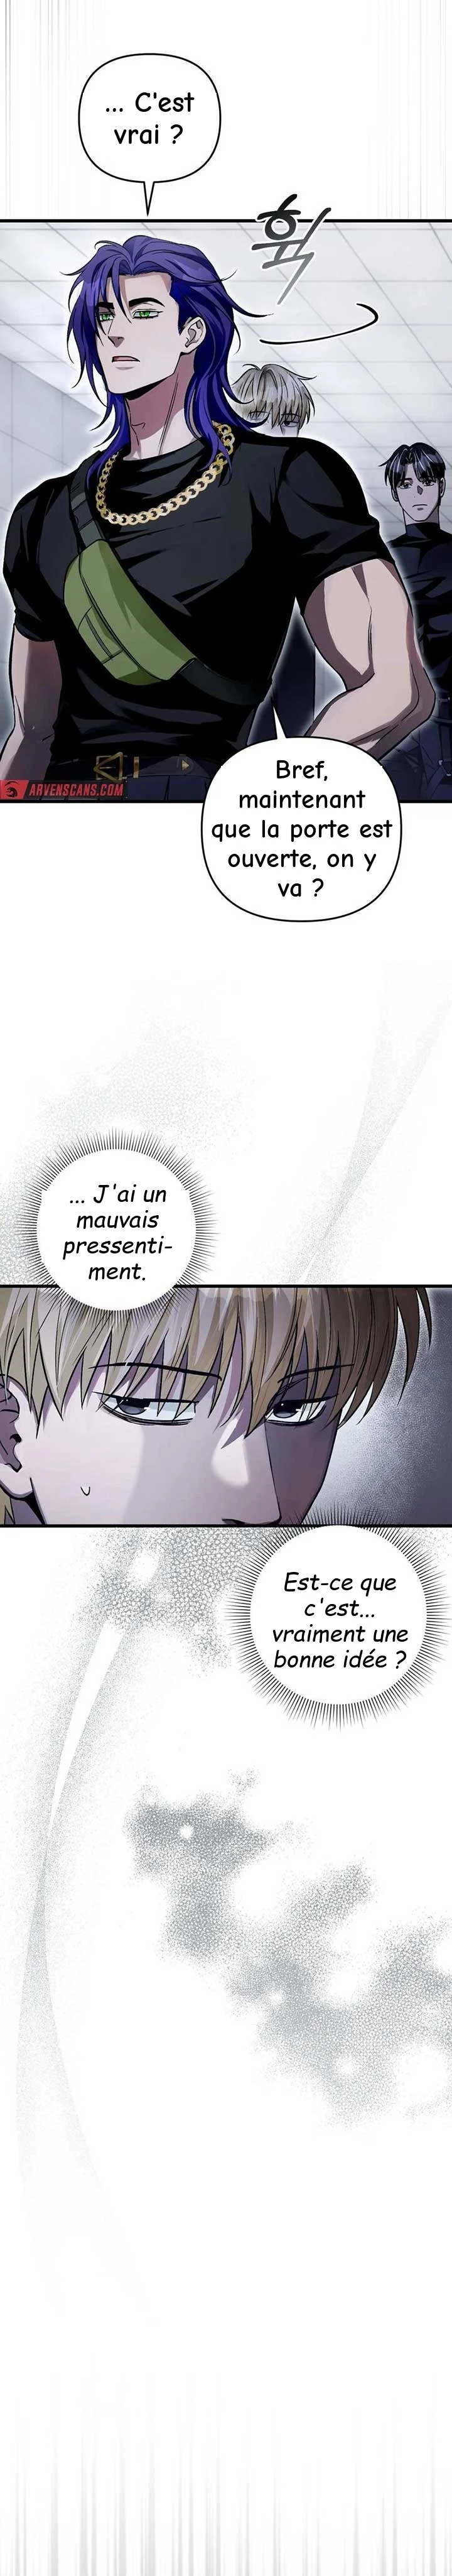 ... C'est
vrai ?
휙
ARVENSCANS.COM
Bref,
maintenant
que la porte est
ouverte, on y
va ?
... J'ai un
mauvais
pressenti-
ment.
Est-ce que
c'est...
vraiment une
bonne idée ?